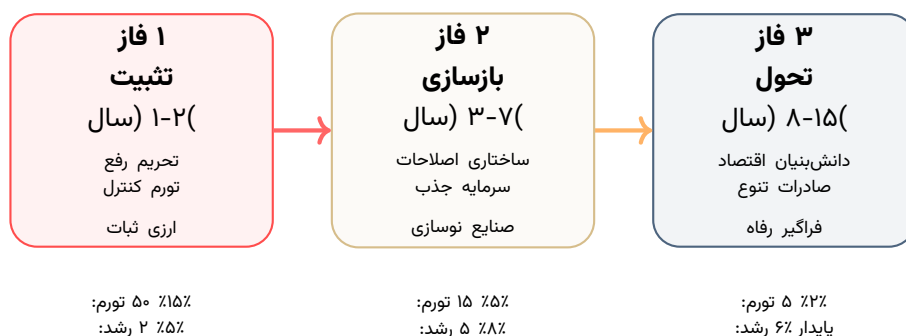 ۱ فاز
تثبیت
)۱-۲ (سال
تحریم رفع
تورم کنترل
ارزی ثبات
۲ فاز
بازسازی
)۳-۷ (سال
ساختاری اصلاحات
سرمایه جذب
صنایع نوسازی
۳ فاز
تحول
)۸-۱۵ (سال
دانش‌بنیان اقتصاد
صادرات تنوع
فراگیر رفاه
٪۱۵٪ ۵۰ تورم:
٪۵٪ ۲ رشد:
٪۵٪ ۱۵ تورم:
٪۸٪ ۵ رشد:
٪۲٪ ۵ تورم:
پایدار ٪۶ رشد: